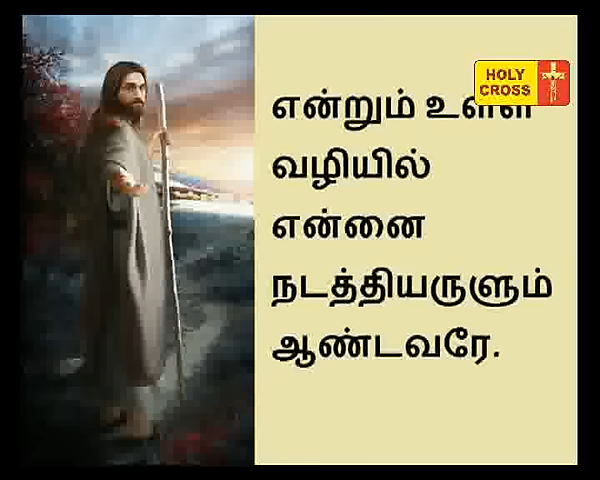 HOLY
CROSS
என்றும் உள்ள
வழியில்
என்னை
நடத்தியருளும்
ஆண்டவரே.